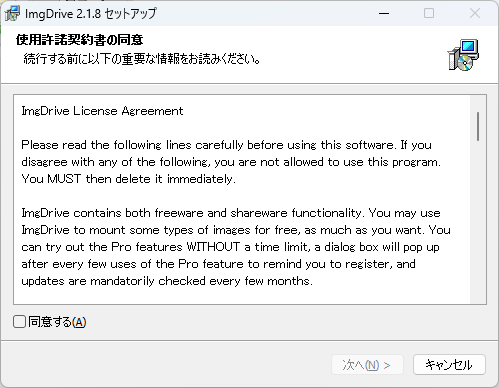 ImgDrive 2.1.8 セットアップ
使用許諾契約書の同意
続行する前に以下の重要な情報をお読みください。
ImgDrive License Agreement
Please read the following lines carefully before using this software. If you
disagree with any of the following, you are not allowed to use this program.
You MUST then delete it immediately.
ImgDrive contains both freeware and shareware functionality. You may use
ImgDrive to mount some types of images for free, as much as you want. You
can try out the Pro features WITHOUT a time limit, a dialog box will pop up
after every few uses of the Pro feature to remind you to register, and
updates are mandatorily checked every few months.
同意する(A)
次へ(N) >
キャンセル